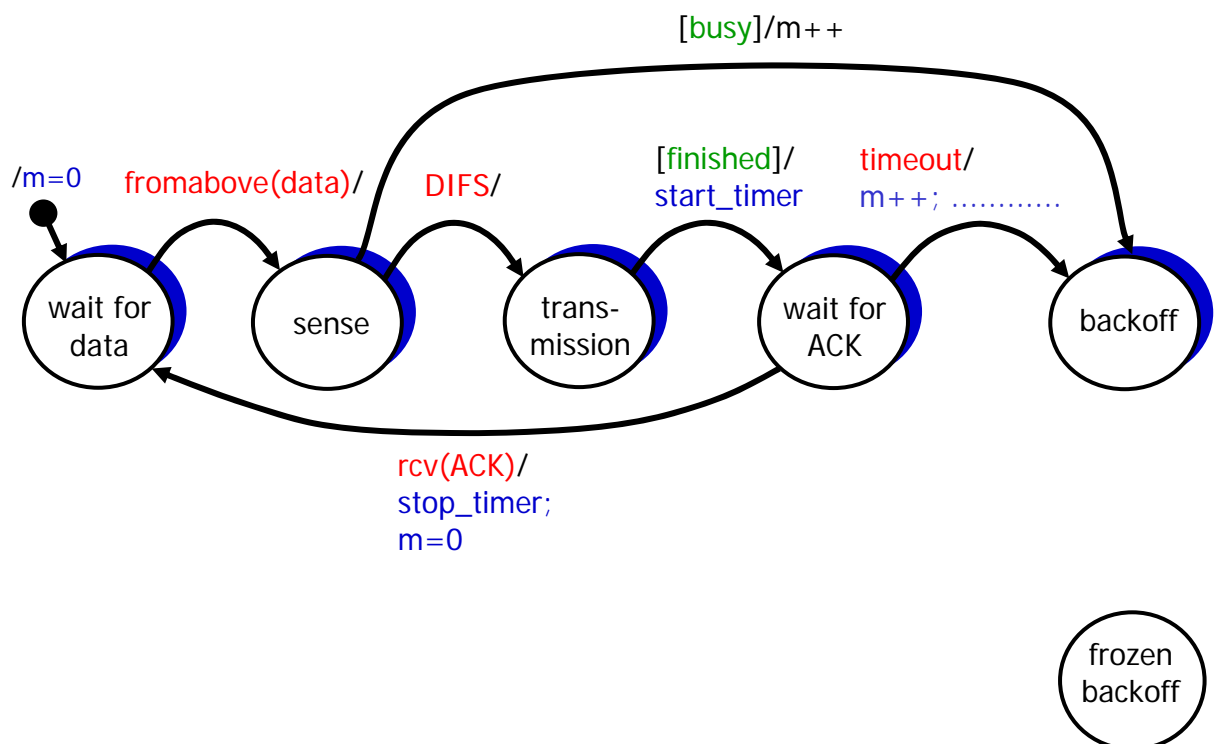 [busy]/m++
/m=0
fromabove(data)/
DIFS/
[finished]/
start_timer
timeout/
m++; …………
wait for
data
sense
trans-
mission
wait for
ACK
backoff
rcv(ACK)/
stop_timer;
m=0
frozen
backoff